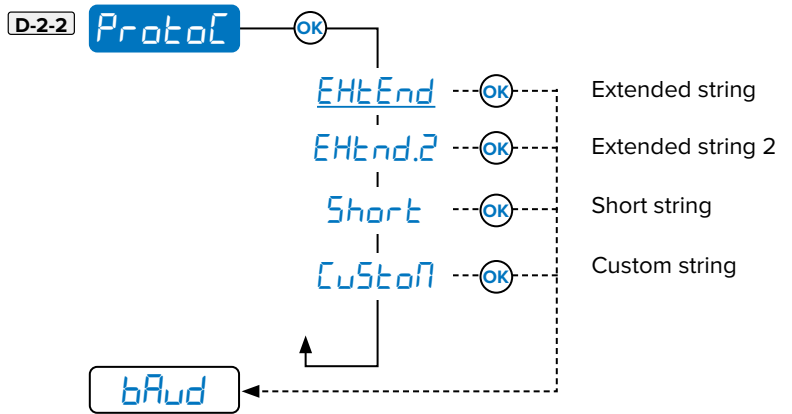 D-2-2 ProtoC OK
EHtEnd OK Extended string
EHtnd.2 OK Extended string 2
Short OK Short string
CuStoM OK Custom string
bAud